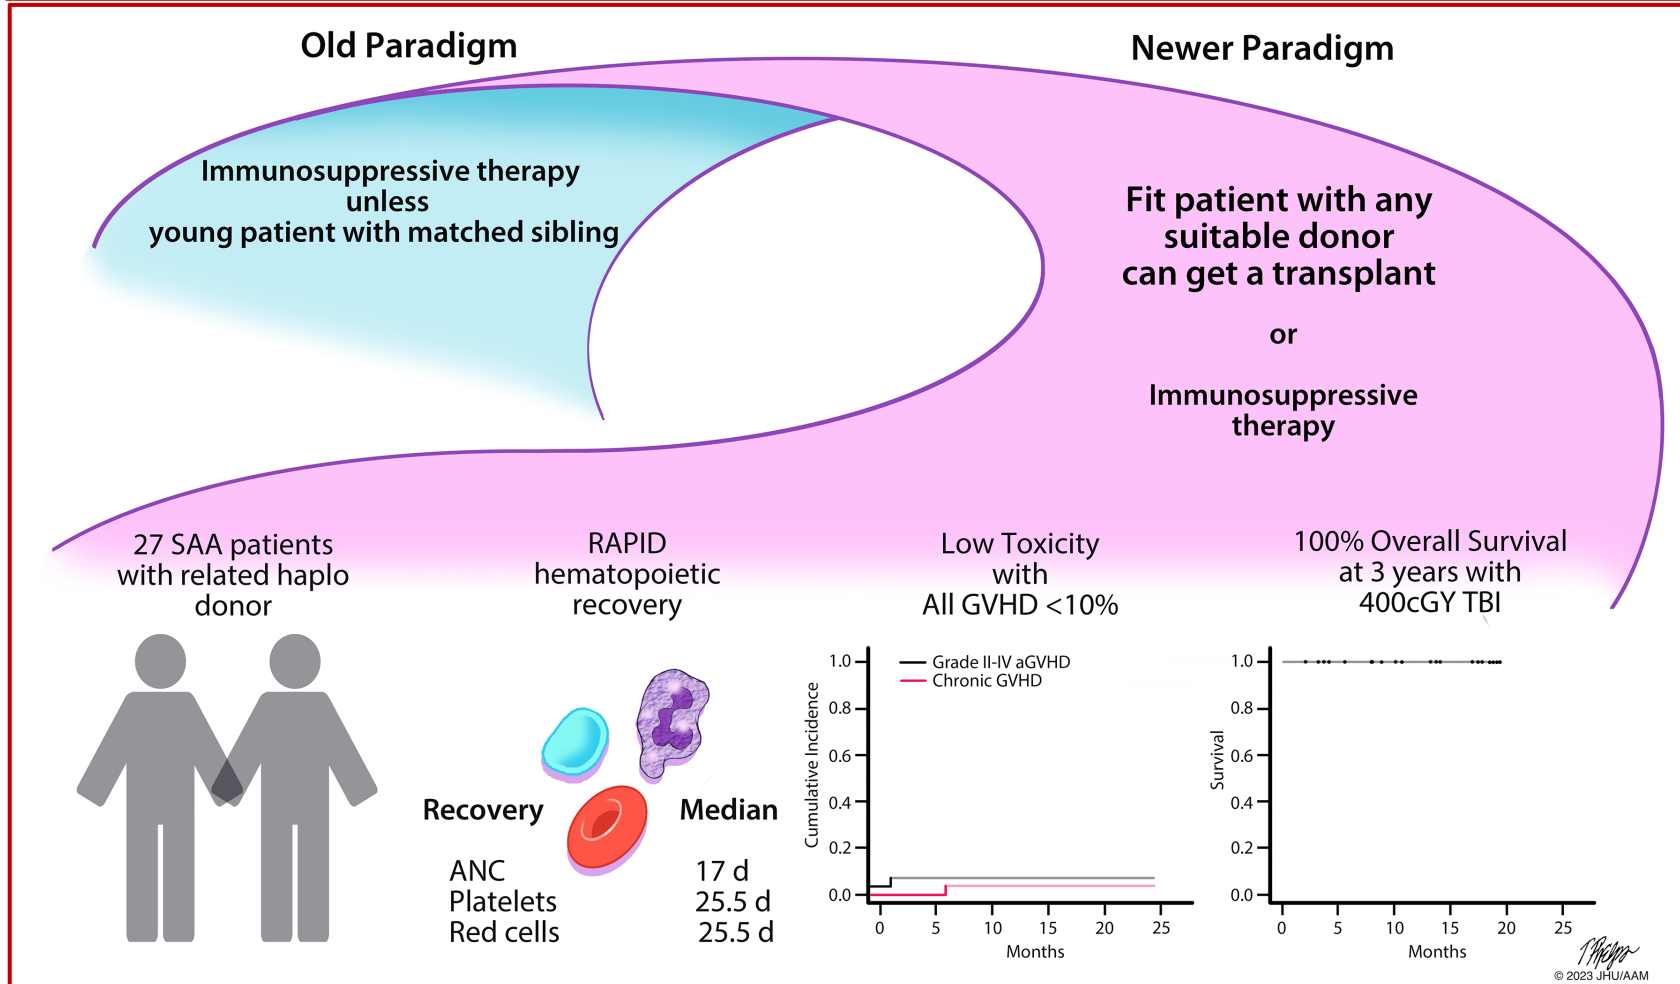 Old Paradigm
Newer Paradigm
Immunosuppressive therapy
unless
young patient with matched sibling
Fit patient with any
suitable donor
can get a transplant
or
Immunosuppressive
therapy
27 SAA patients
with related haplo
donor
RAPID
hematopoietic
recovery
Recovery Median
ANC 17 d
Platelets 25.5 d
Red cells 25.5 d
Low Toxicity
with
All GVHD <10%
Cumulative Incidence
1.0
0.8
0.6
0.4
0.2
0.0
Grade II-IV aGVHD
Chronic GVHD
0 5 10 15 20 25
Months
100% Overall Survival
at 3 years with
400cGY TBI
Survival
1.0
0.8
0.6
0.4
0.2
0.0
0 5 10 15 20 25
Months
© 2023 JHU/AAM